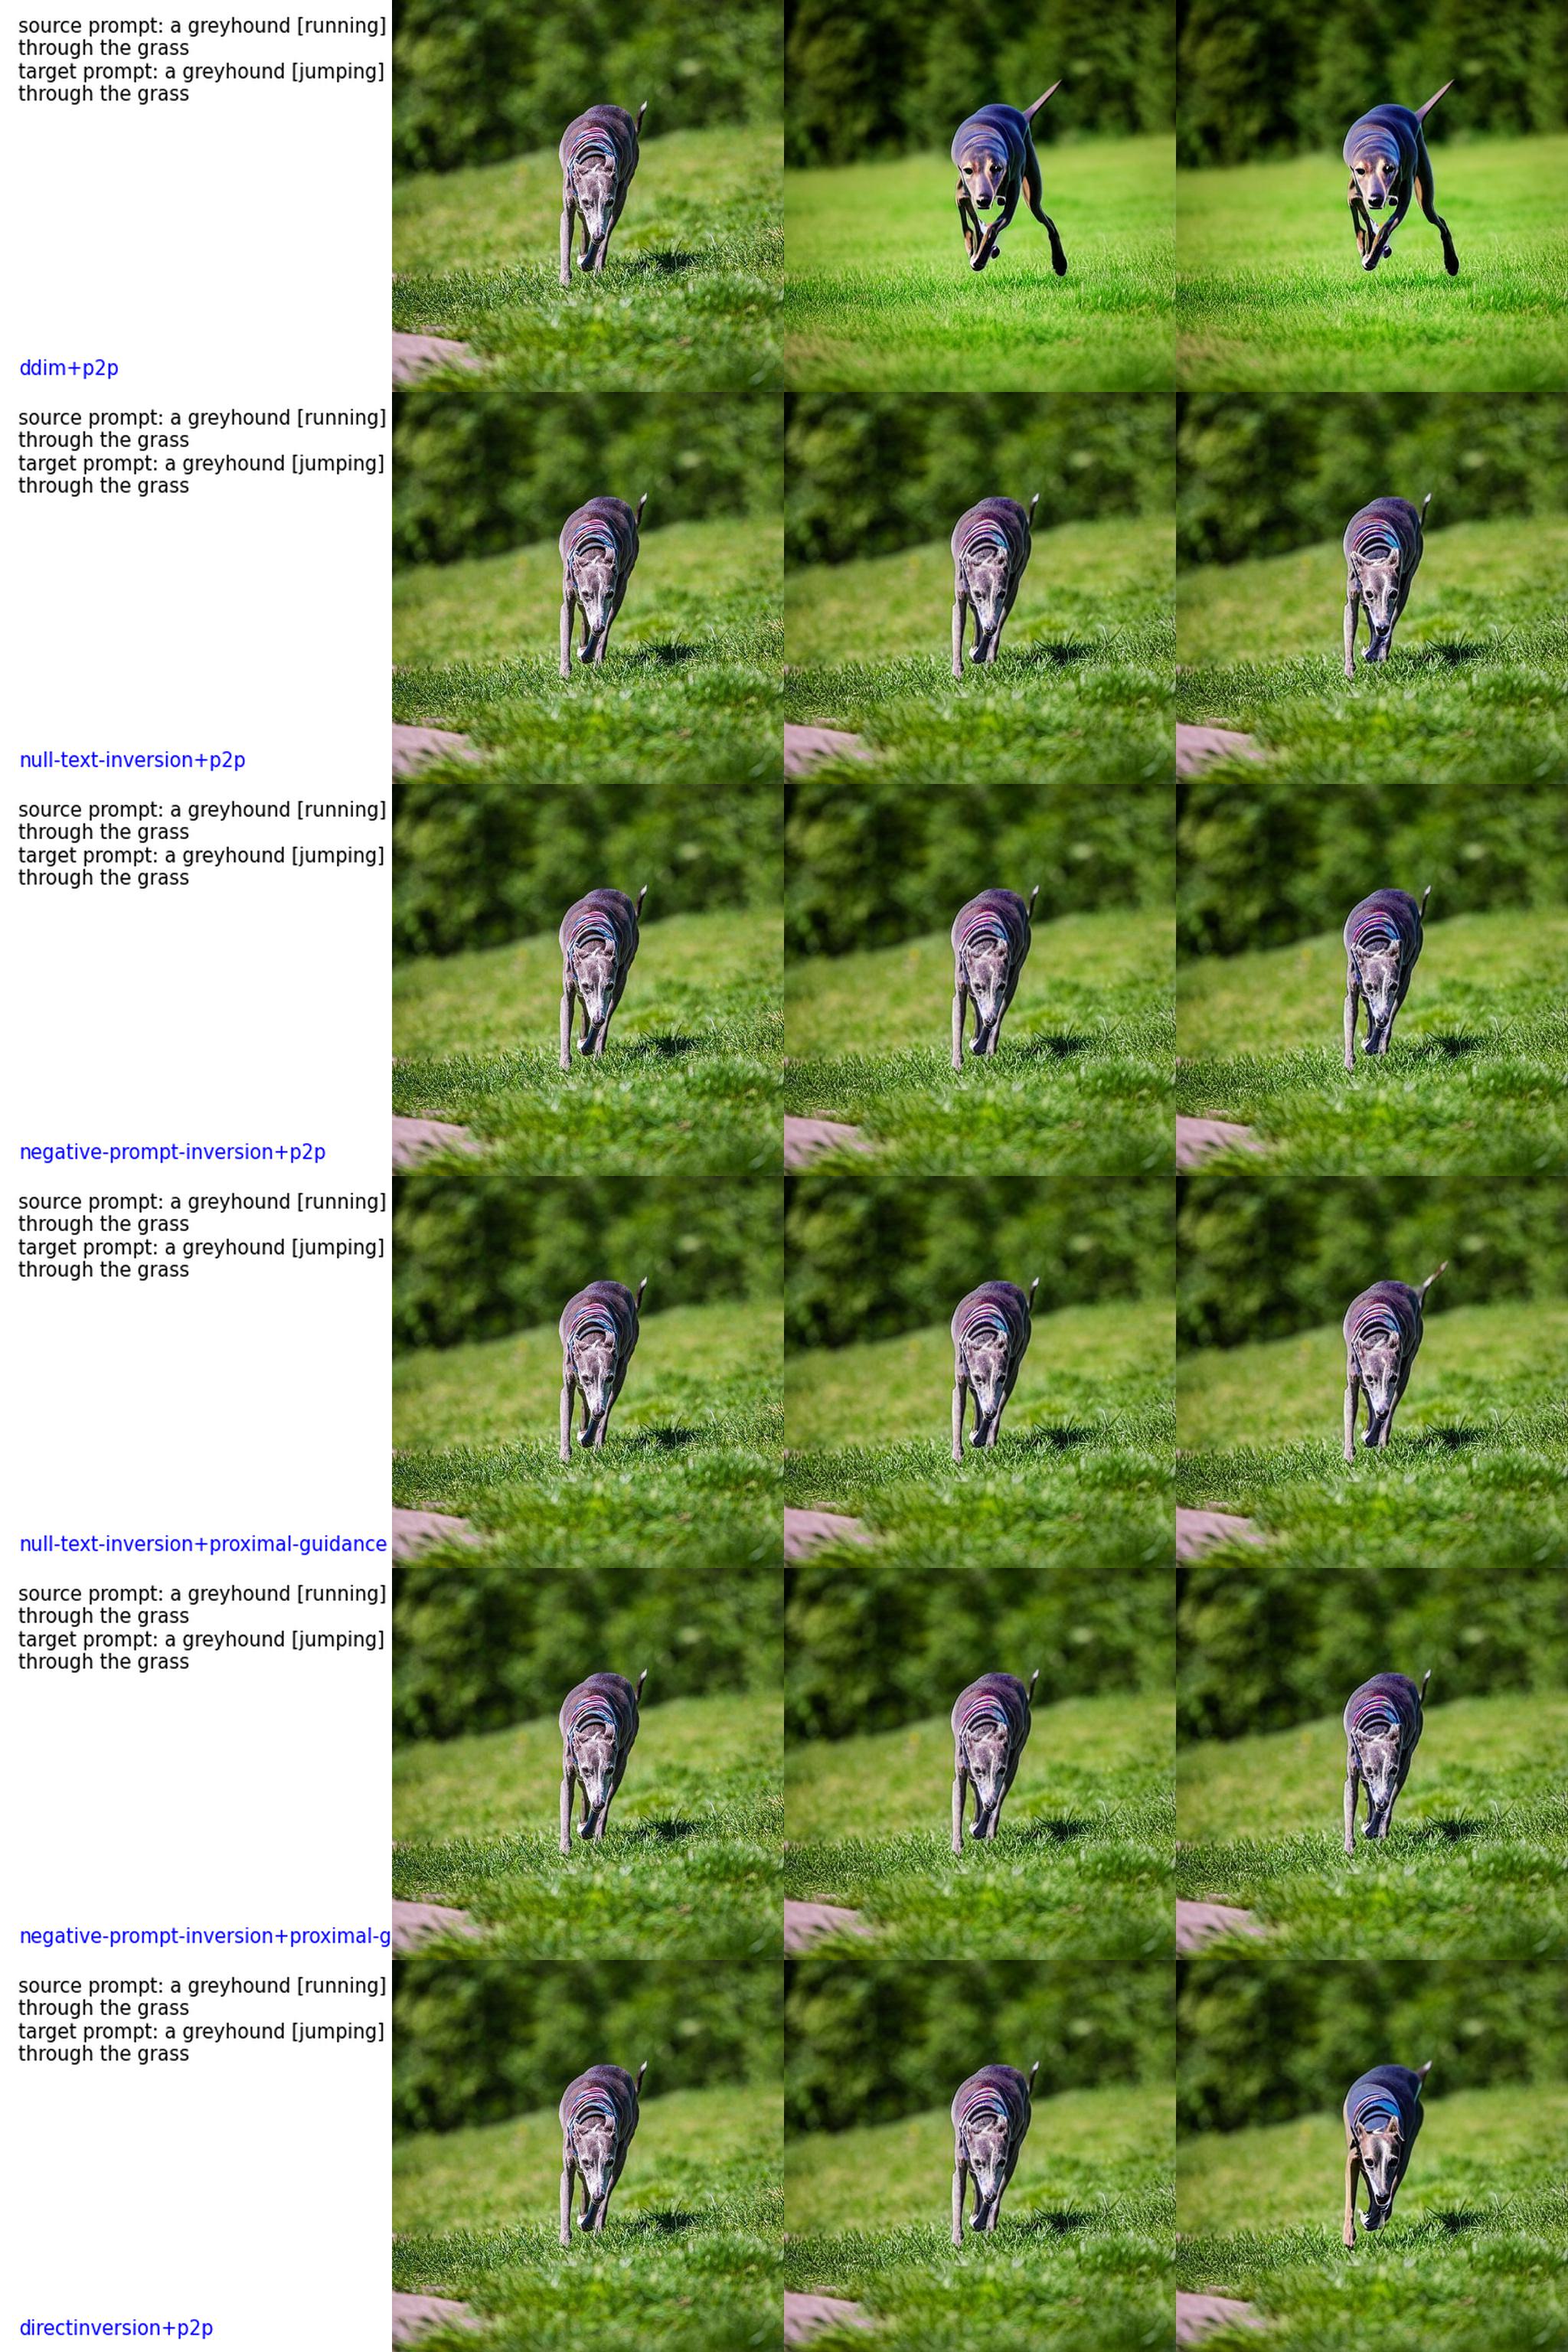 source prompt: a greyhound [running]
through the grass
target prompt: a greyhound [jumping]
through the grass
ddim+p2p
source prompt: a greyhound [running]
through the grass
target prompt: a greyhound [jumping]
through the grass
null-text-inversion+p2p
source prompt: a greyhound [running]
through the grass
target prompt: a greyhound [jumping]
through the grass
negative-prompt-inversion+p2p
source prompt: a greyhound [running]
through the grass
target prompt: a greyhound [jumping]
through the grass
null-text-inversion+proximal-guidance
source prompt: a greyhound [running]
through the grass
target prompt: a greyhound [jumping]
through the grass
negative-prompt-inversion+proximal-g
source prompt: a greyhound [running]
through the grass
target prompt: a greyhound [jumping]
through the grass
directinversion+p2p